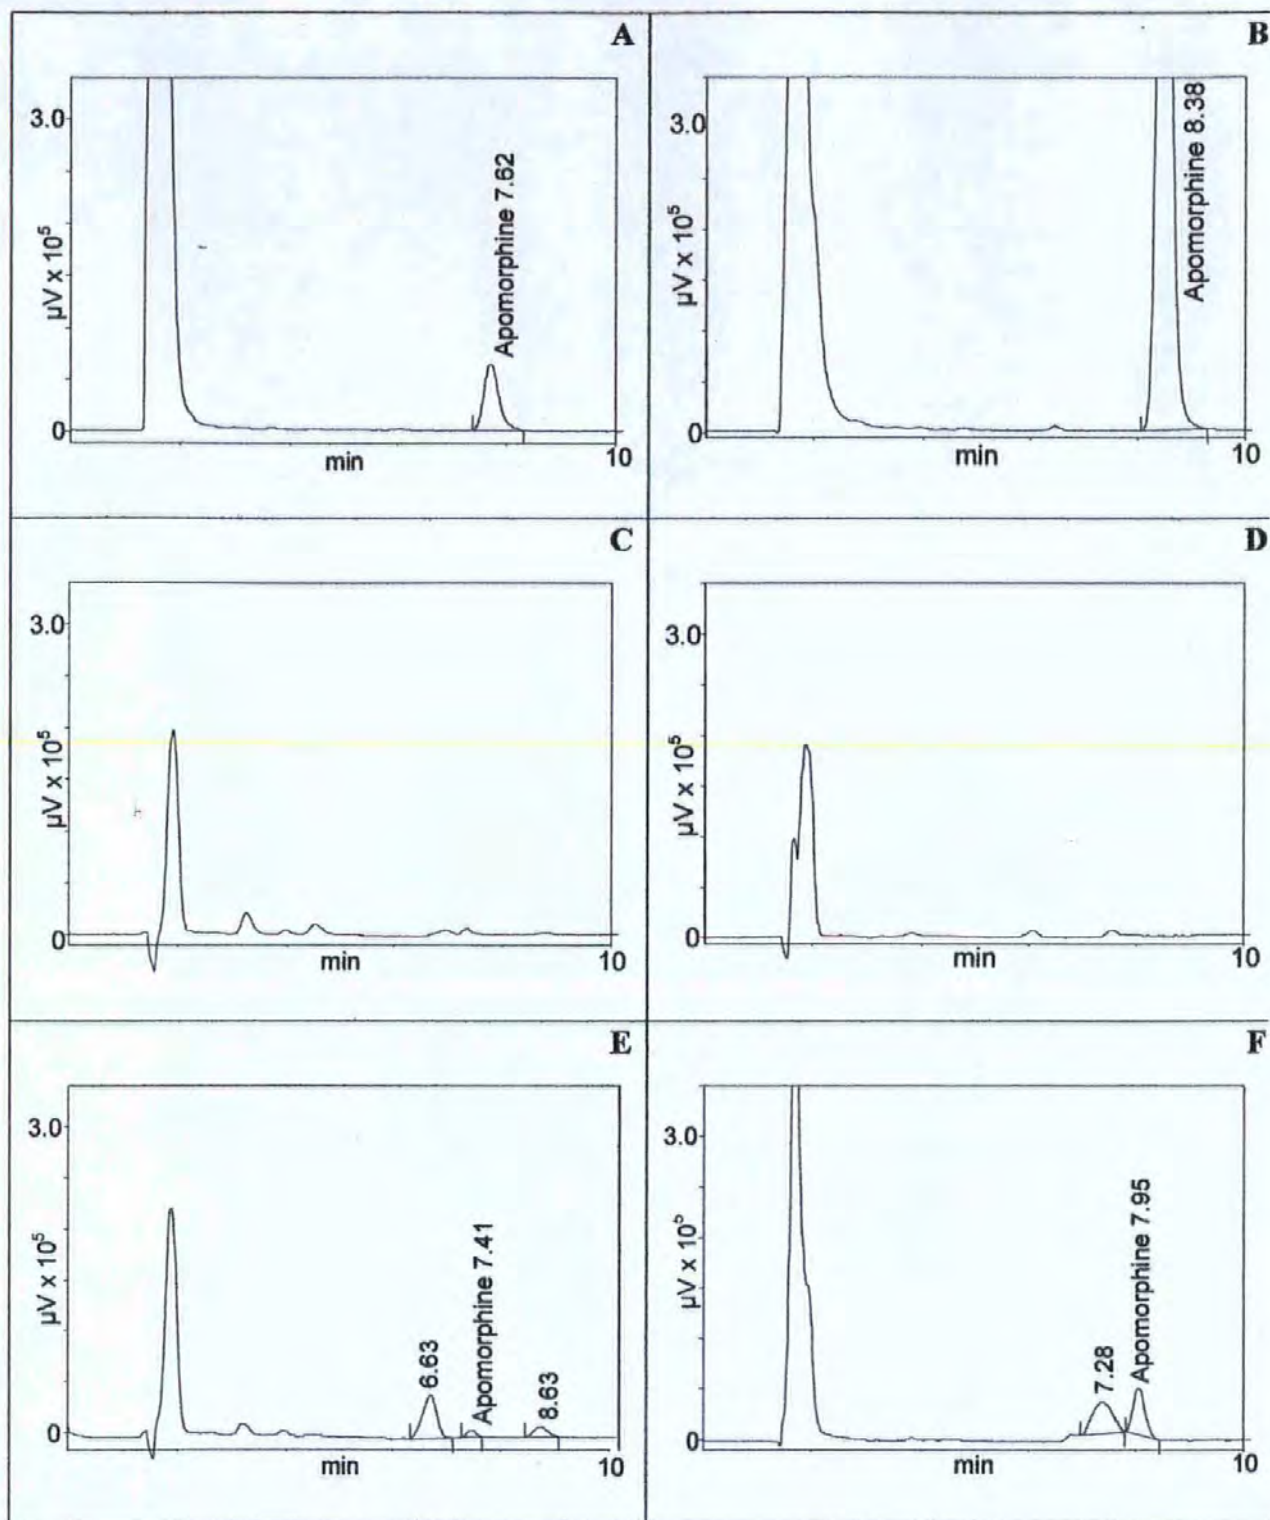 A
3.0
µV x 10⁵
0
Apomorphine 7.62
min
10
B
3.0
µV x 10⁵
0
Apomorphine 8.38
min
10
C
3.0
µV x 10⁵
0
min
10
D
3.0
µV x 10⁵
0
min
10
E
3.0
µV x 10⁵
0
6.63
Apomorphine 7.41
8.63
min
10
F
3.0
µV x 10⁵
0
7.28
Apomorphine 7.95
min
10